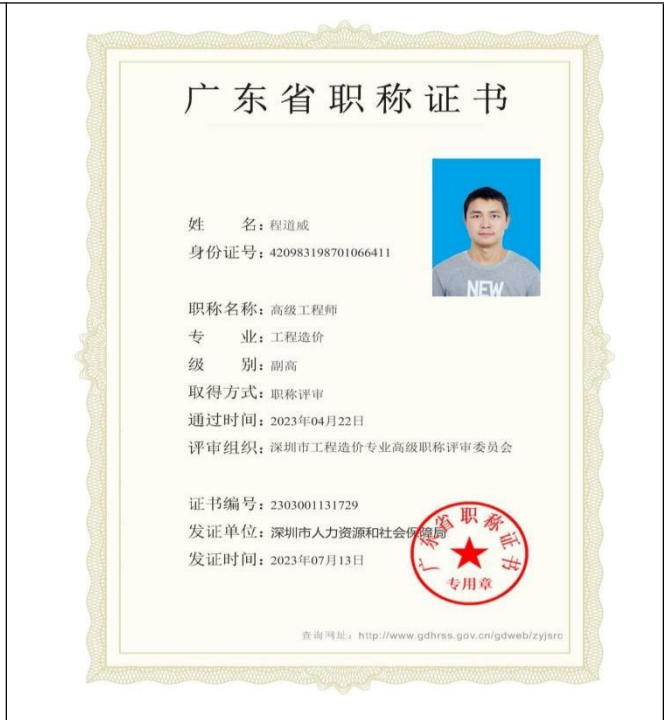 广东省职称证书
姓 名：程道威
身份证号：420983198701066411
NEW
职称名称：高级工程师
专 业：工程造价
级 别：副高
取得方式：职称评审
通过时间：2023年04月22日
评审组织：深圳市工程造价专业高级职称评审委员会
证书编号：2303001131729
发证单位：深圳市人力资源和社会保障局
发证时间：2023年07月13日
广东省职称证书
专用章
查询网址：http://www.gdhrss.gov.cn/gdweb/zyjsrc